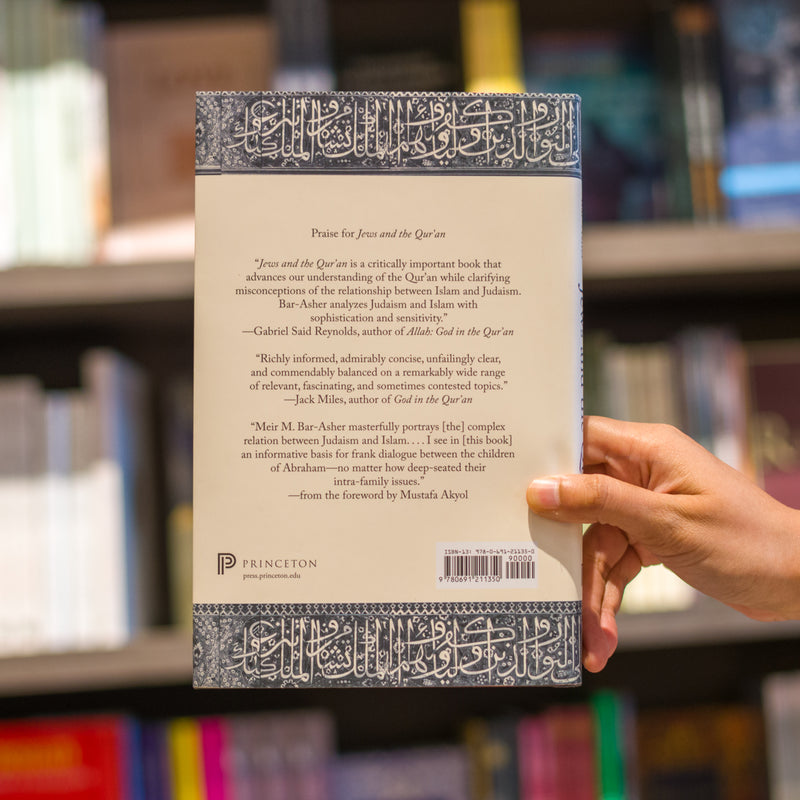 Praise for Jews and the Qur'an
“Jews and the Qur'an is a critically important book that
advances our understanding of the Qur'an while clarifying
misconceptions of the relationship between Islam and Judaism.
Bar-Asher analyzes Judaism and Islam with
sophistication and sensitivity.”
—Gabriel Said Reynolds, author of Allah: God in the Qur'an
“Richly informed, admirably concise, unfailingly clear,
and commendably balanced on a remarkably wide range
of relevant, fascinating, and sometimes contested topics.”
—Jack Miles, author of God in the Qur'an
“Meir M. Bar-Asher masterfully portrays [the] complex
relation between Judaism and Islam. . . . I see in [this book]
an informative basis for frank dialogue between the children
of Abraham—no matter how deep-seated their
intra-family issues.”
—from the foreword by Mustafa Akyol
PRINCETON
press.princeton.edu
ISBN-13: 978-0-691-21135-0
90000
9 780691 211350